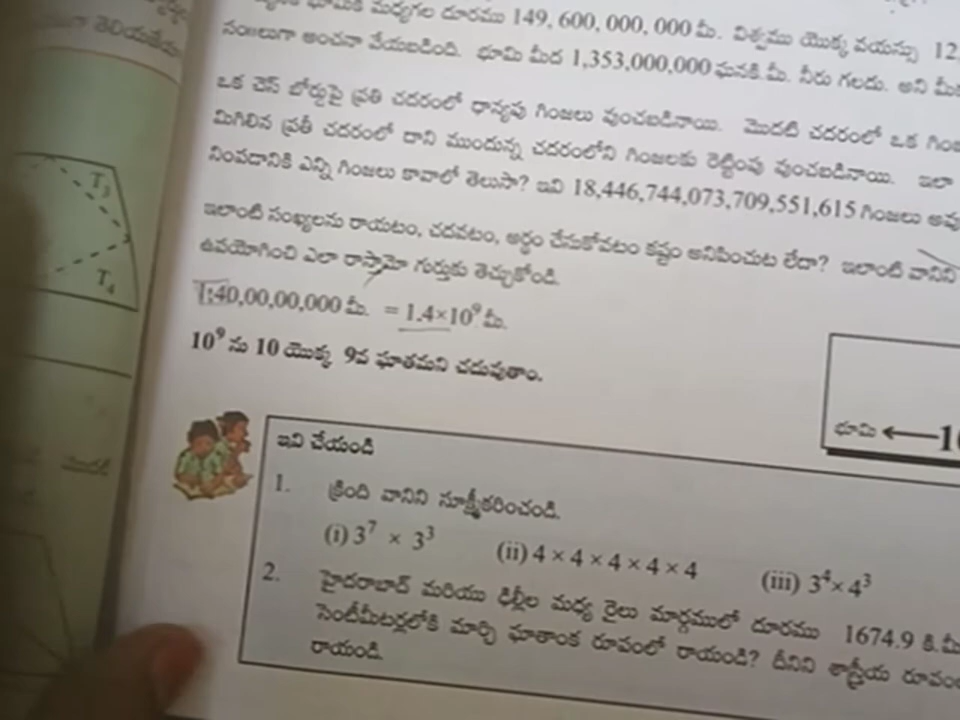 భూమికి మధ్యగల దూరము 149, 600, 000, 000 మీ. విశ్వము యొక్క వయస్సు 12,
గా తెలియజేయ
సం॥లుగా అంచనా వేయబడింది. భూమి మీద 1,353,000,000 ఘనకి.మీ. నీరు గలదు. అని
ఒక చెస్ బోర్డుపై ప్రతి చదరంలో ధాన్యపు గింజలు వుంచబడినాయి. మొదటి చదరంలో ఒక
మిగిలిన ప్రతీ చదరంలో దాని ముందున్న చదరంలోని గింజలకు రెట్టింపు వుంచబడినాయి. ఇలా
నింపడానికి ఎన్ని గింజలు కావాలో తెలుసా? ఇవి 18,446,744,073,709,551,615 గింజలు
ఇలాంటి సంఖ్యలను రాయటం, చదవటం, అర్థం చేసుకోవటం కష్టం అనిపించుట లేదా? ఇలాంటి వానిని
ఉపయోగించి ఎలా రాస్తామో గుర్తుకు తెచ్చుకోండి.
1,40,00,00,000 మీ. = 1.4×10⁹ మీ.
10⁹ ను 10 యొక్క 9వ ఘాతమని చదువుతాం.
T₃
T₄
భూమి ←
ఇవి చేయండి
1. క్రింది వానిని సూక్ష్మీకరించండి.
(i) 3⁷ × 3³ (ii) 4 × 4 × 4 × 4 × 4 (iii) 3⁴× 4³
2. హైదరాబాద్ మరియు ఢిల్లీల మధ్య రైలు మార్గములో దూరము 1674.9 కి.మీ
సెంటీమీటర్లలోకి మార్చి ఘాతాంక రూపంలో రాయండి? దీనిని శాస్త్రీయ
రాయండి.